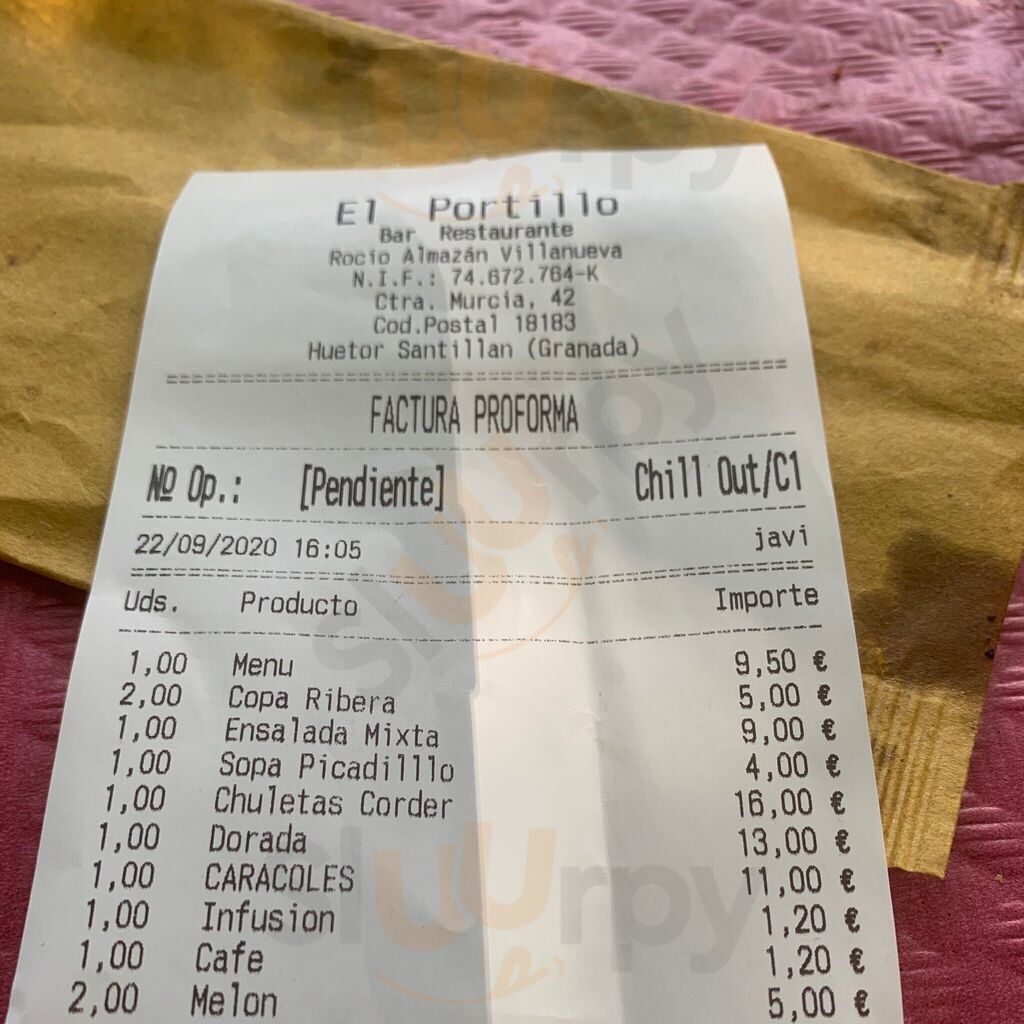 El Portillo
Bar Restaurante
Rocío Almazán Villanueva
N.I.F.: 74.672.764-K
Ctra. Murcia, 42
Cod.Postal 18183
Huetor Santillan (Granada)
FACTURA PROFORMA
Nº Op.: [Pendiente] Chill Out/C1
22/09/2020 16:05 javi
Uds. Producto Importe
1,00 Menu 9,50 €
2,00 Copa Ribera 5,00 €
1,00 Ensalada Mixta 9,00 €
1,00 Sopa Picadilllo 4,00 €
1,00 Chuletas Corder 16,00 €
1,00 Dorada 13,00 €
1,00 CARACOLES 11,00 €
1,00 Infusion 1,20 €
1,00 Cafe 1,20 €
2,00 Melon 5,00 €
sluurpy
sluurpy
sluurpy